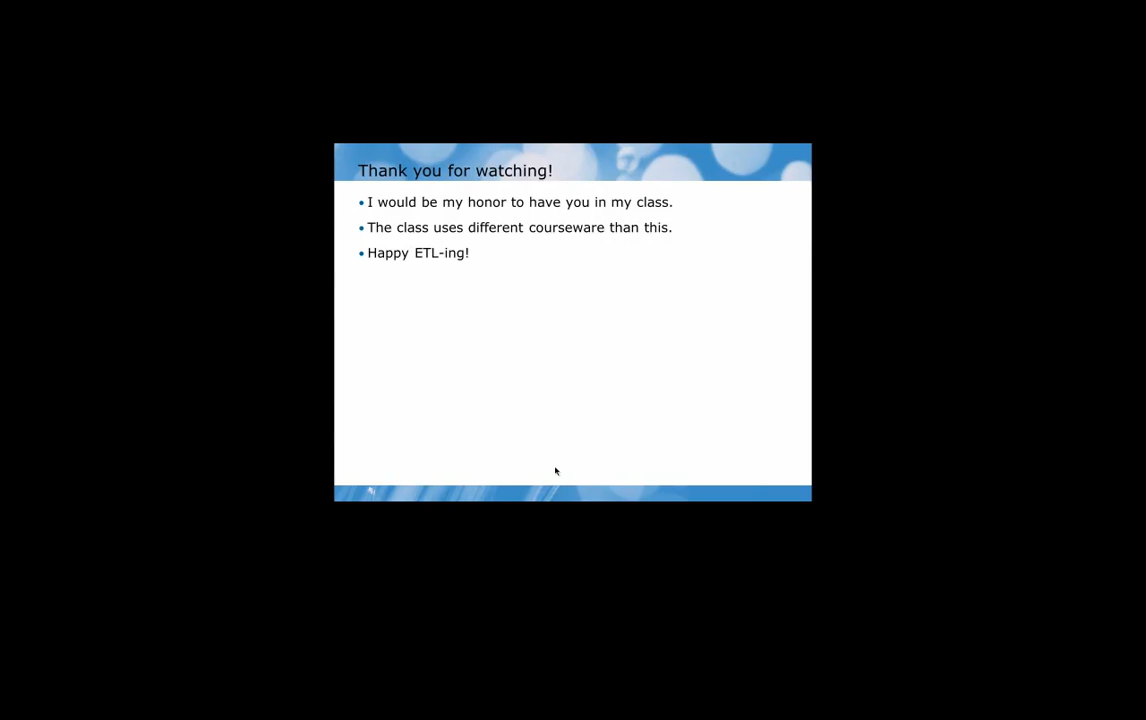 Thank you for watching!
• I would be my honor to have you in my class.
• The class uses different courseware than this.
• Happy ETL-ing!